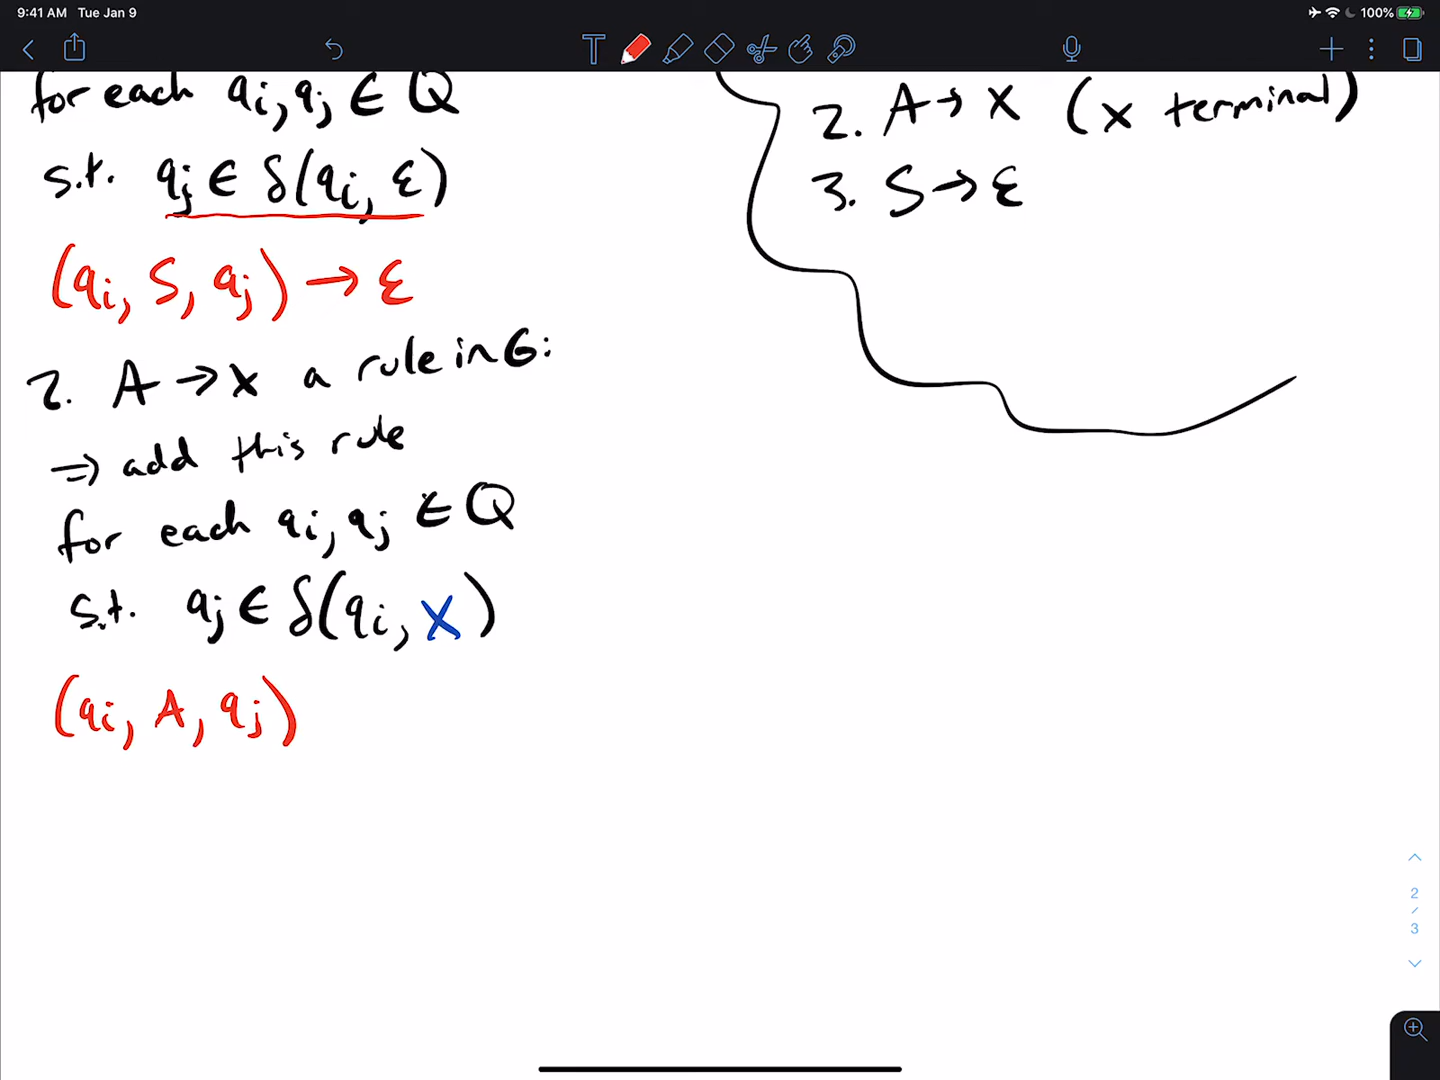 9:41 AM Tue Jan 9
100%
T
for each qi, qj ∈ Q
s.t. qj ∈ δ(qi, ε)
(qi, S, qj) → ε
2. A → x a rule in G:
⇒ add this rule
for each qi, qj ∈ Q
s.t. qj ∈ δ(qi, x)
(qi, A, qj)
2. A → x (x terminal)
3. S → ε
2
/
3